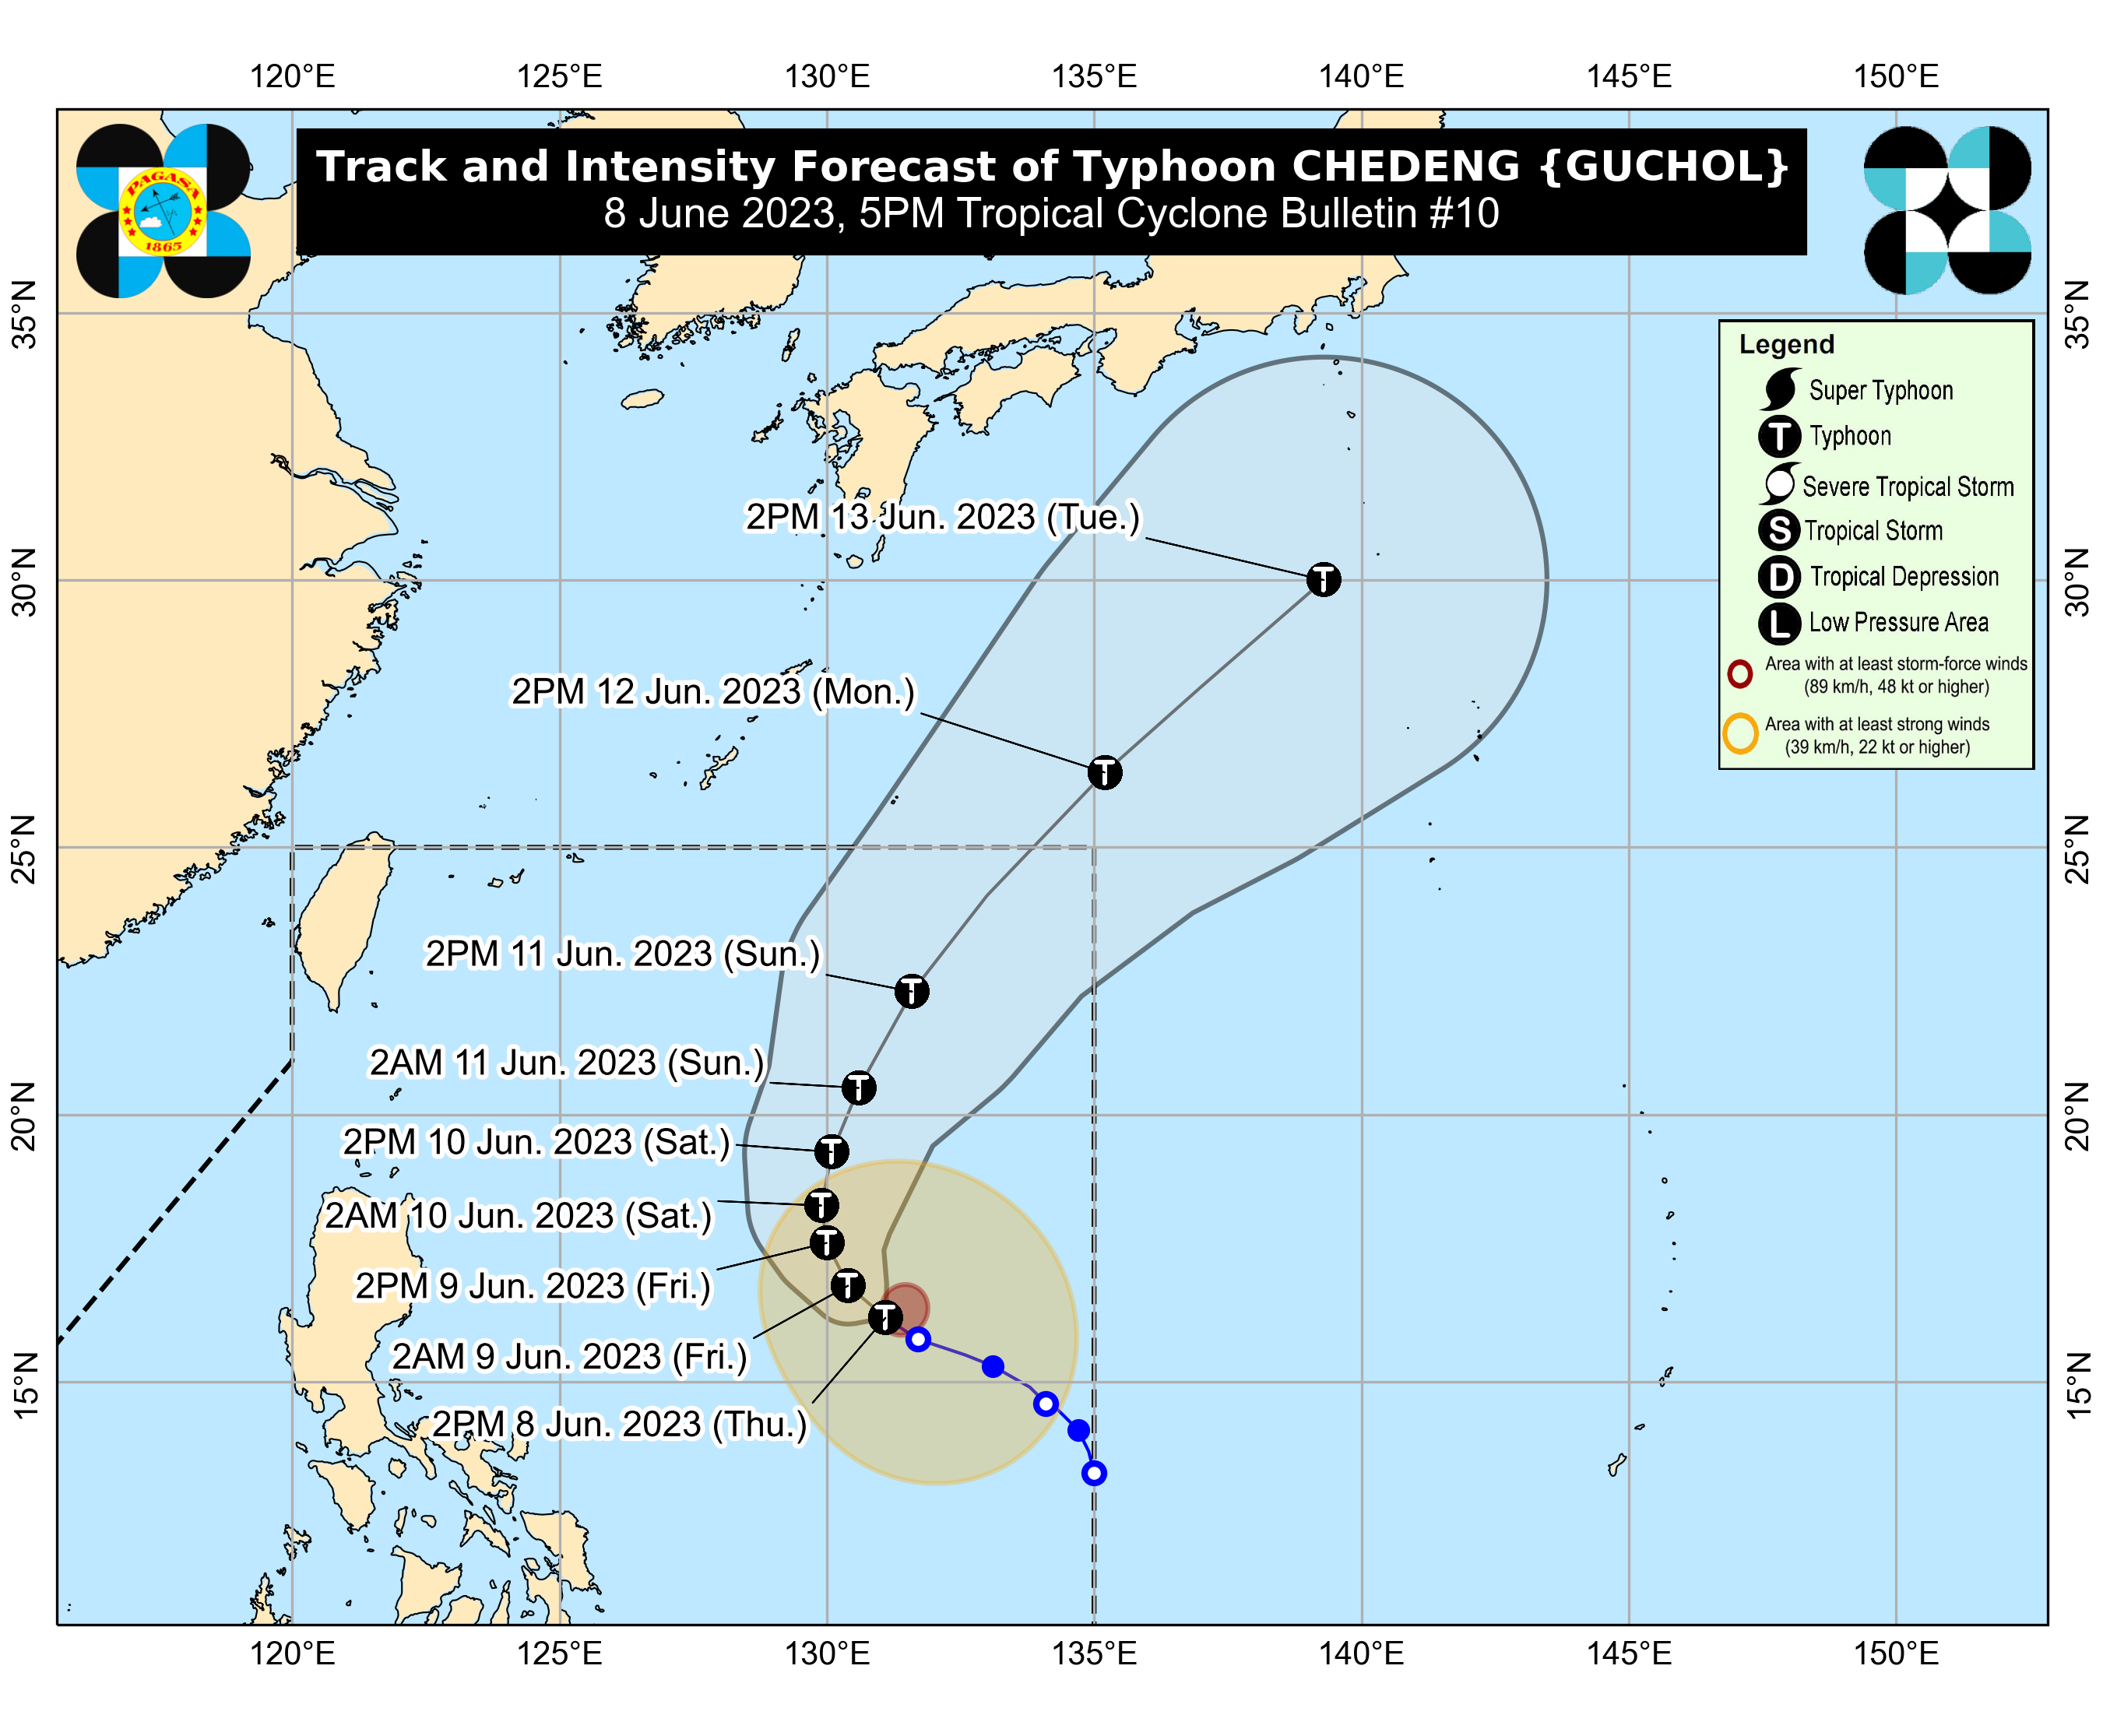 120°E 125°E 130°E 135°E 140°E 145°E 150°E
Track and Intensity Forecast of Typhoon CHEDENG {GUCHOL}
8 June 2023, 5PM Tropical Cyclone Bulletin #10
PAGASA
1865
35°N
35°N
Legend
Super Typhoon
T Typhoon
Severe Tropical Storm
S Tropical Storm
D Tropical Depression
L Low Pressure Area
Area with at least storm-force winds
(89 km/h, 48 kt or higher)
Area with at least strong winds
(39 km/h, 22 kt or higher)
2PM 13 Jun. 2023 (Tue.)
T
30°N
30°N
2PM 12 Jun. 2023 (Mon.)
T
25°N
25°N
2PM 11 Jun. 2023 (Sun.)
T
2AM 11 Jun. 2023 (Sun.)
T
20°N
20°N
2PM 10 Jun. 2023 (Sat.)
T
2AM 10 Jun. 2023 (Sat.)
T
2PM 9 Jun. 2023 (Fri.)
T
2AM 9 Jun. 2023 (Fri.)
T
15°N
15°N
2PM 8 Jun. 2023 (Thu.)
T
120°E 125°E 130°E 135°E 140°E 145°E 150°E